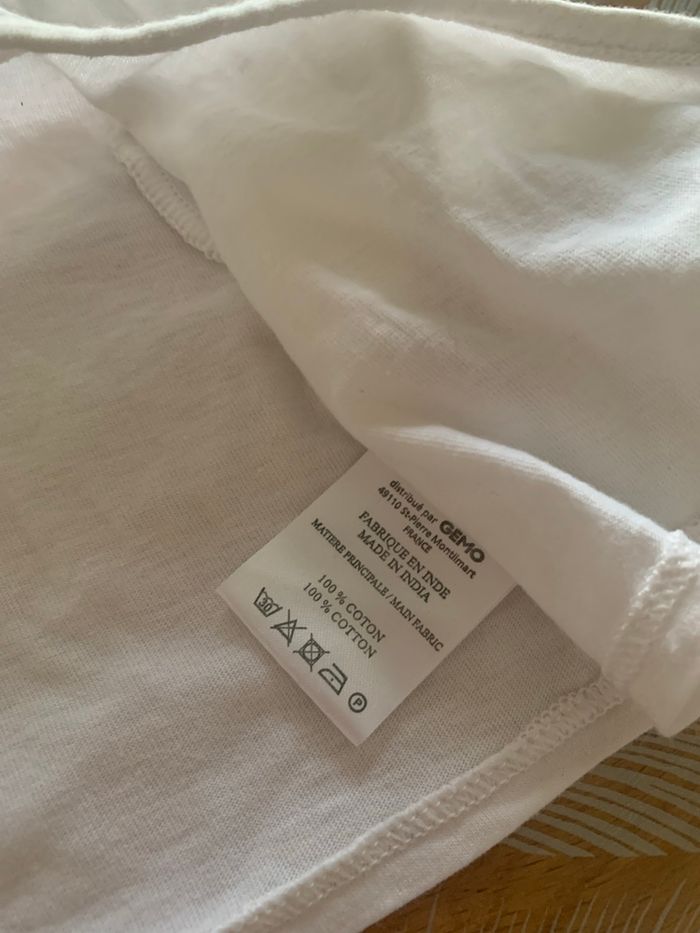 distribué par GEMO
49110 St-Pierre Montlimart
FRANCE
FABRIQUE EN INDE
MADE IN INDIA
MATIERE PRINCIPALE / MAIN FABRIC
100 % COTON
100 % COTTON
30
P